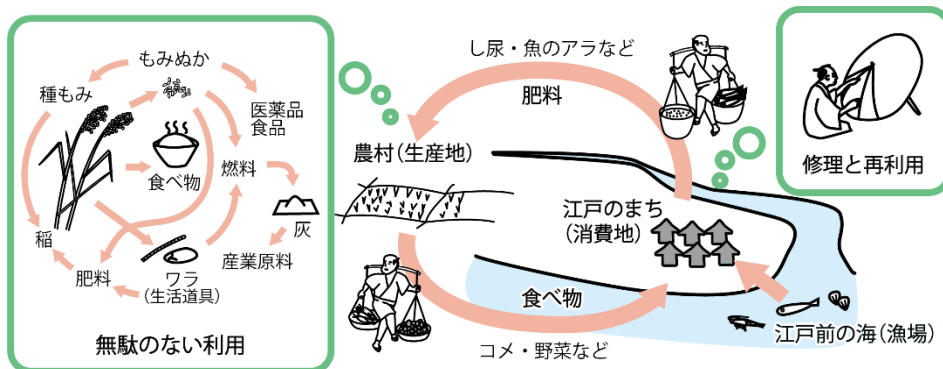 もみぬか
種もみ
医薬品
食品
食べ物
燃料
灰
稲
肥料
ワラ
(生活道具)
産業原料
無駄のない利用
し尿・魚のアラなど
肥料
農村(生産地)
江戸のまち
(消費地)
食べ物
コメ・野菜など
江戸前の海(漁場)
修理と再利用